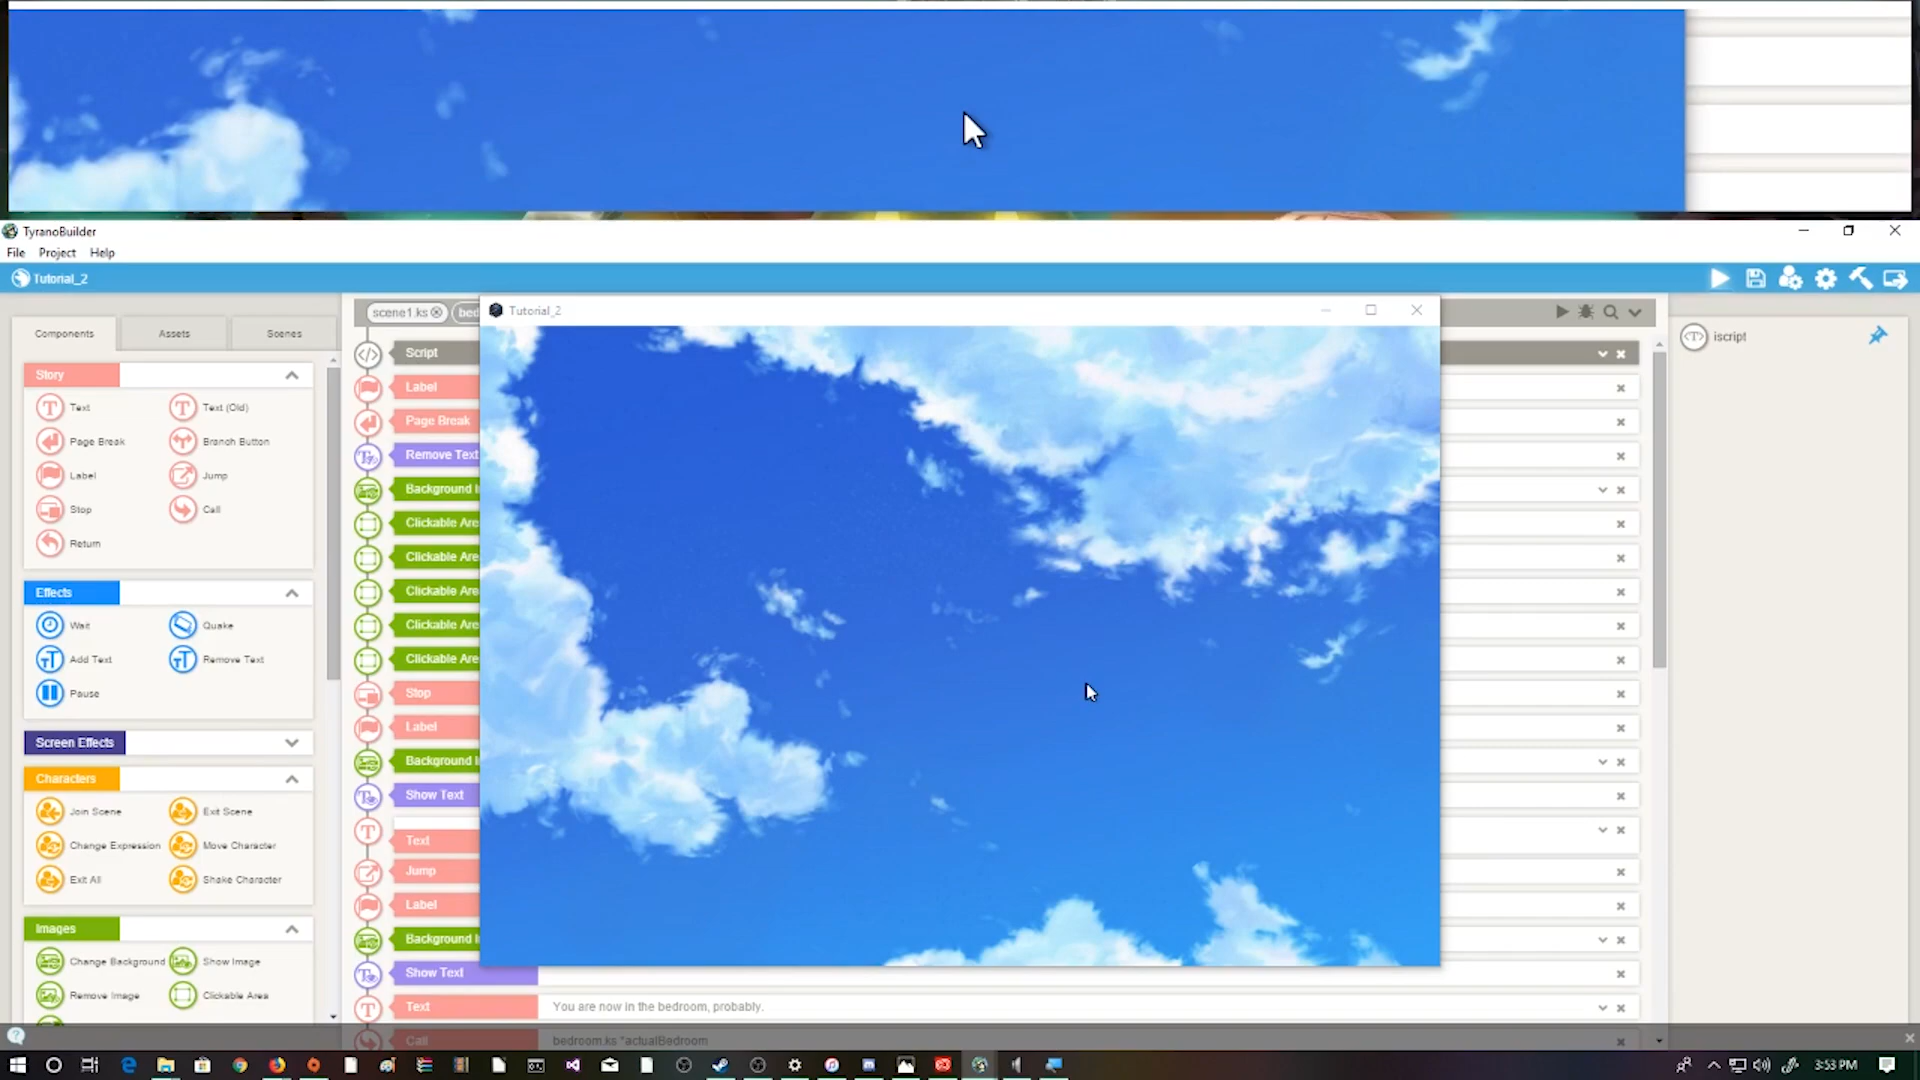 TyranoBuilder
File Project Help
Tutorial_2
Components Assets Scenes
Story
Text Text (Old)
Page Break Branch Button
Label Jump
Stop Call
Return
Effects
Wait Quake
Add Text Remove Text
Pause
Screen Effects
Characters
Join Scene Exit Scene
Change Expression Move Character
Exit All Shake Character
Images
Change Background Show Image
Remove Image Clickable Area
scene1.ks bed
Script
Label
Page Break
Remove Text
Background I
Clickable Are
Clickable Are
Clickable Are
Clickable Are
Clickable Are
Stop
Label
Background I
Show Text
Text
Jump
Label
Background I
Show Text
Text You are now in the bedroom, probably.
Call bedroom.ks *actualBedroom
Tutorial_2
iscript
3:53 PM